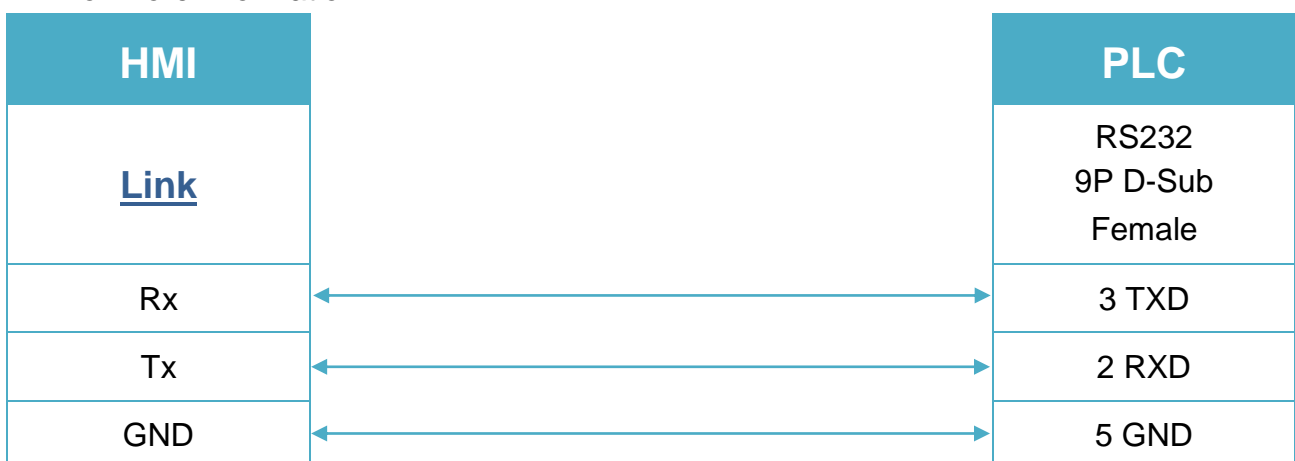 HMI
PLC
Link
RS232
9P D-Sub
Female
Rx
3 TXD
Tx
2 RXD
GND
5 GND